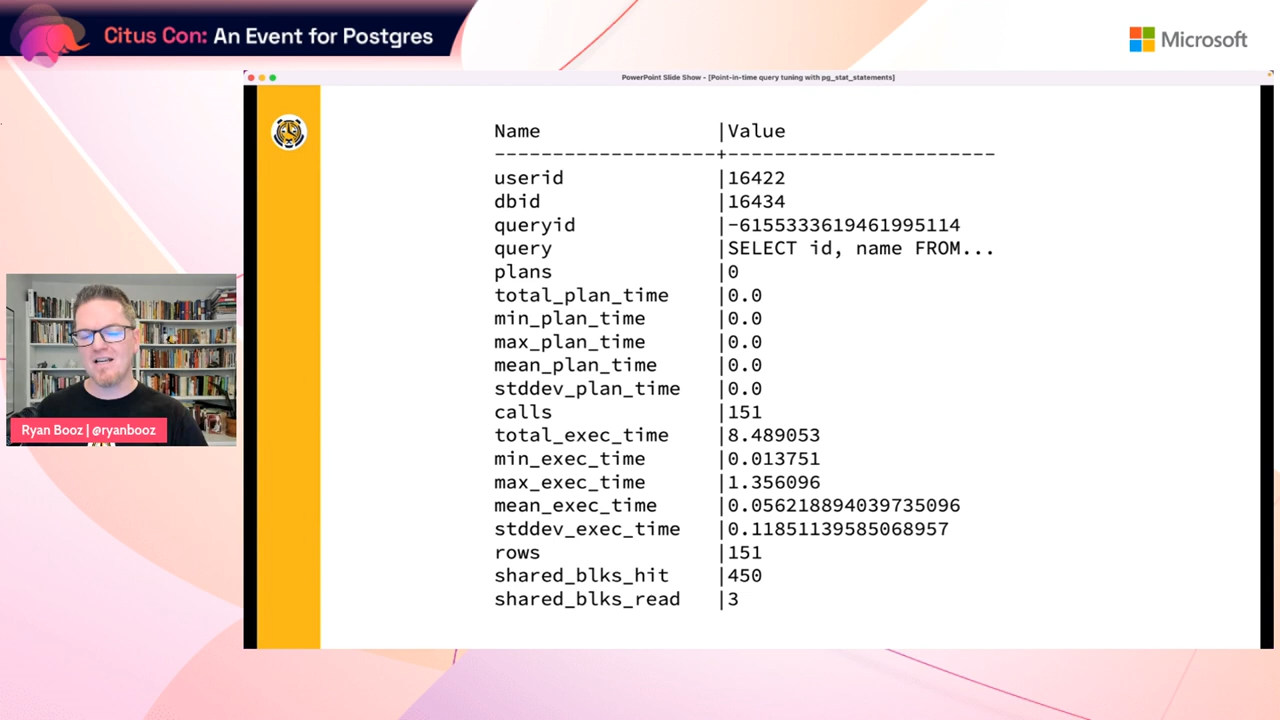 Citus Con: An Event for Postgres
Microsoft
PowerPoint Slide Show - [Point-in-time query tuning with pg_stat_statements]
Name |Value
-------------------+-----------------------
userid |16422
dbid |16434
queryid |-6155333619461995114
query |SELECT id, name FROM...
plans |0
total_plan_time |0.0
min_plan_time |0.0
max_plan_time |0.0
mean_plan_time |0.0
stddev_plan_time |0.0
calls |151
total_exec_time |8.489053
min_exec_time |0.013751
max_exec_time |1.356096
mean_exec_time |0.056218894039735096
stddev_exec_time |0.11851139585068957
rows |151
shared_blks_hit |450
shared_blks_read |3
Ryan Booz | @ryanbooz